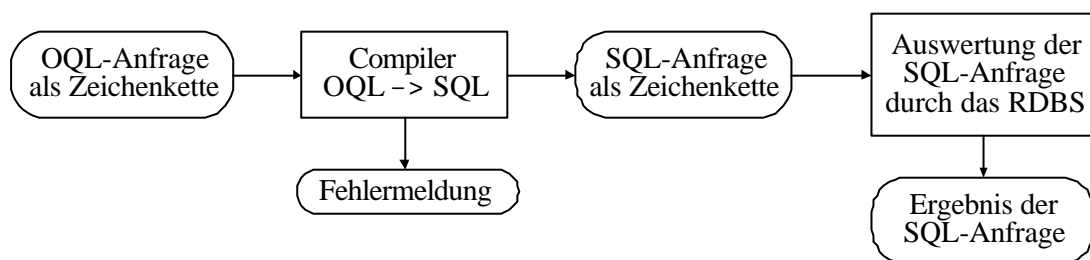 OQL-Anfrage
als Zeichenkette
Compiler
OQL -> SQL
SQL-Anfrage
als Zeichenkette
Auswertung der
SQL-Anfrage
durch das RDBS
Fehlermeldung
Ergebnis der
SQL-Anfrage